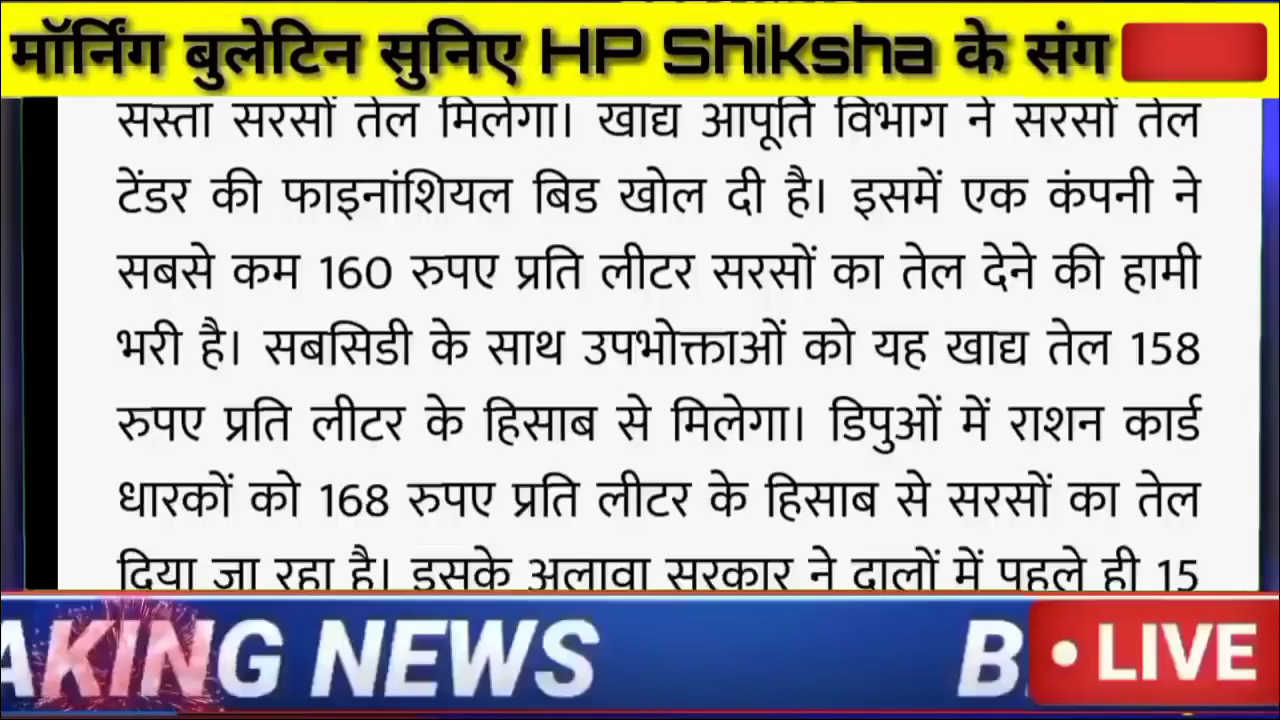 मॉर्निंग बुलेटिन सुनिए HP Shiksha के संग
सस्ता सरसों तेल मिलेगा। खाद्य आपूर्ति विभाग ने सरसों तेल
टेंडर की फाइनांशियल बिड खोल दी है। इसमें एक कंपनी ने
सबसे कम 160 रुपए प्रति लीटर सरसों का तेल देने की हामी
भरी है। सबसिडी के साथ उपभोक्ताओं को यह खाद्य तेल 158
रुपए प्रति लीटर के हिसाब से मिलेगा। डिपुओं में राशन कार्ड
धारकों को 168 रुपए प्रति लीटर के हिसाब से सरसों का तेल
दिया जा रहा है। इसके अलावा सरकार ने दालों में पहले ही 15
AKING NEWS B • LIVE